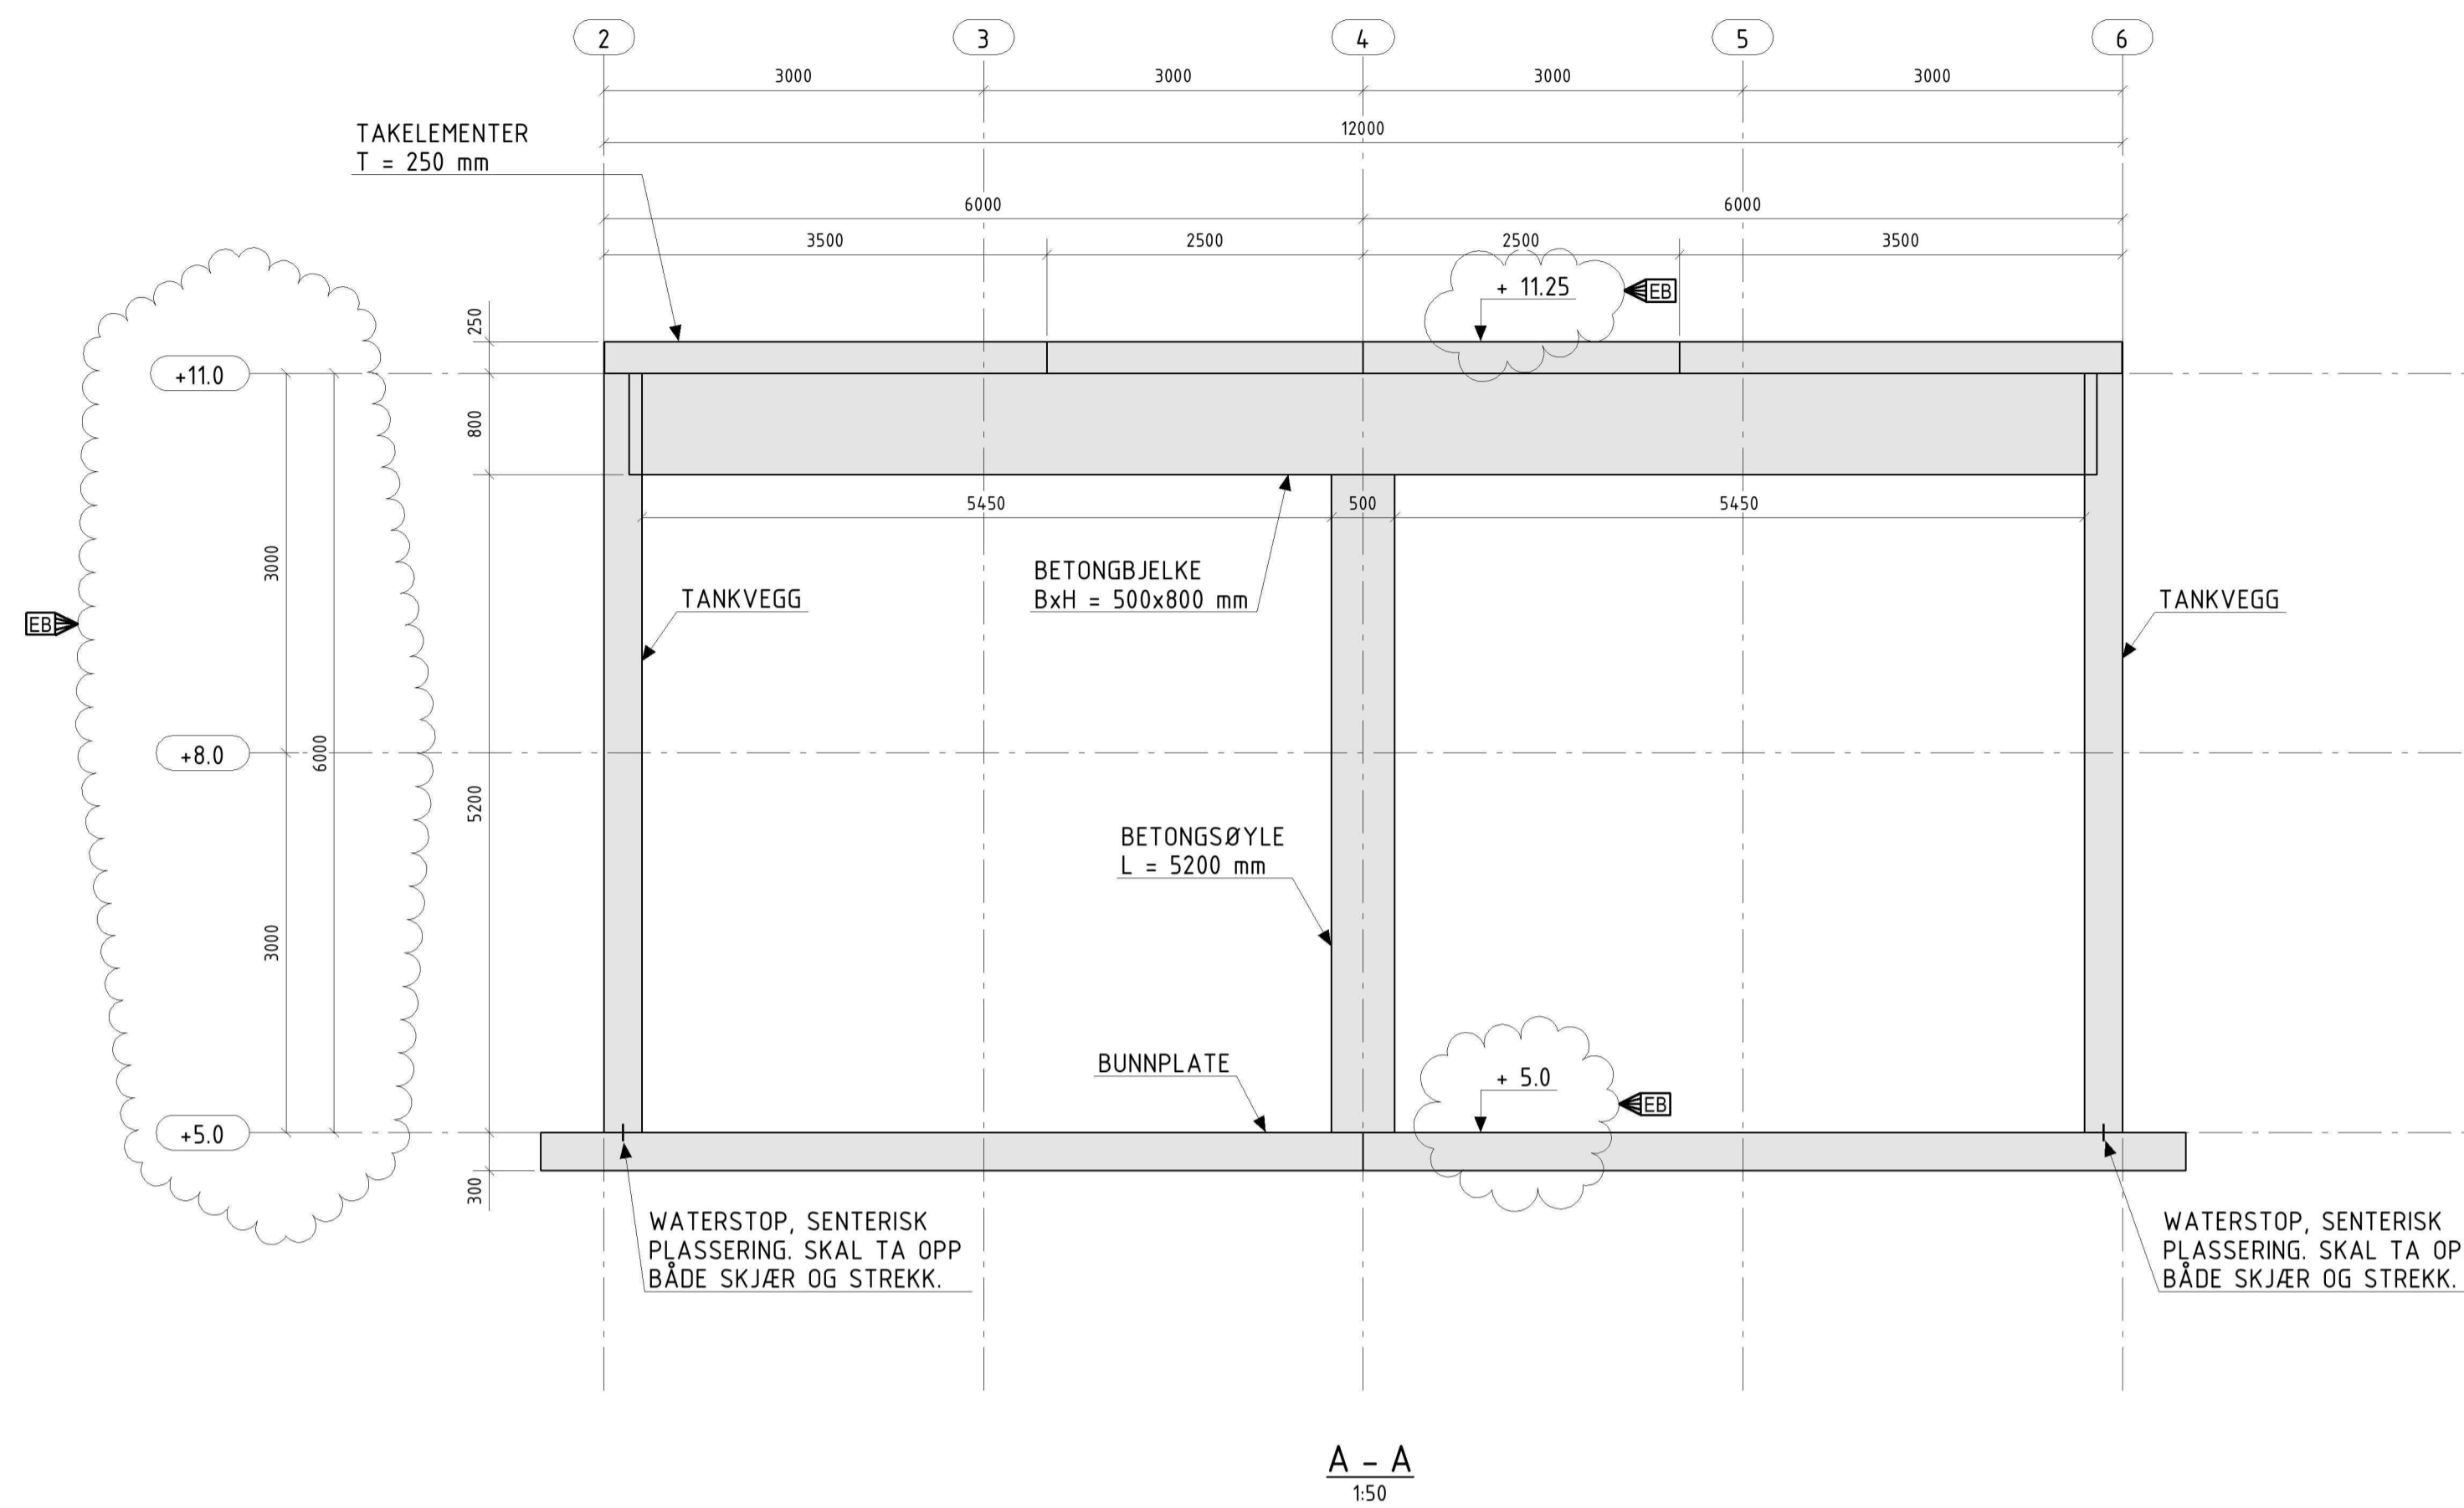 2 3 4 5 6
3000 3000 3000 3000
12000
TAKELEMENTER
T = 250 mm
6000 6000
3500 2500 2500 3500
+ 11.25 EB
250
+11.0
800
5450 500 5450
3000
BETONGBJELKE
BxH = 500x800 mm
TANKVEGG
TANKVEGG
EB
+8.0
6000
5200
BETONGSØYLE
L = 5200 mm
3000
BUNNPLATE
+ 5.0
EB
+5.0
300
WATERSTOP, SENTERISK
PLASSERING. SKAL TA OPP
BÅDE SKJÆR OG STREKK.
WATERSTOP, SENTERISK
PLASSERING. SKAL TA OP
BÅDE SKJÆR OG STREKK.
A - A
1:50